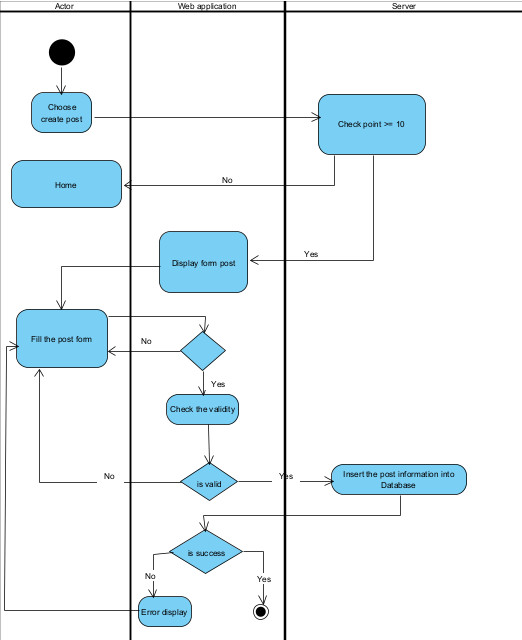 Actor
Web application
Server
Choose
create post
Check point >= 10
Home
No
Yes
Display form post
Fill the post form
No
Yes
Check the validity
No
is valid
Yes
Insert the post information into
Database
is success
No
Yes
Error display